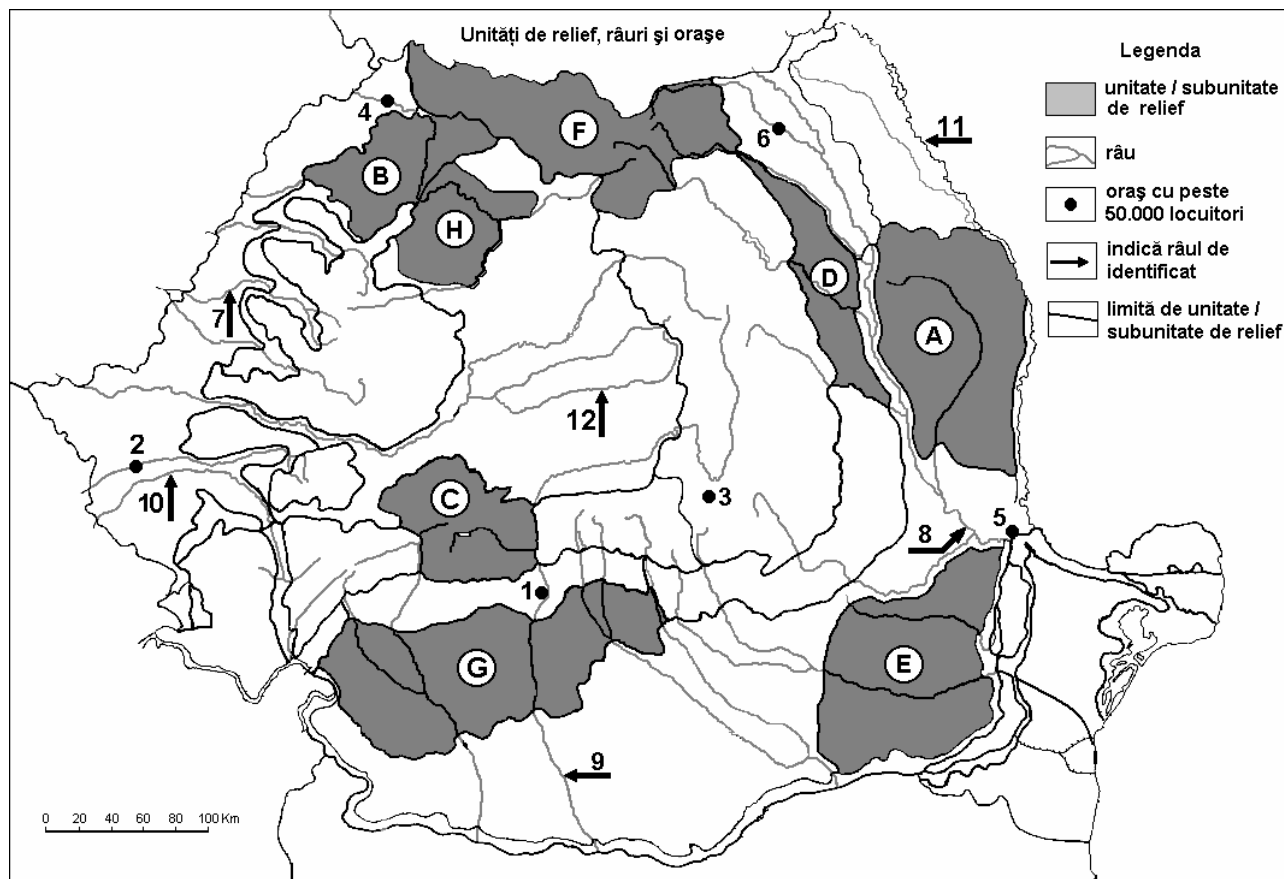 Unități de relief, râuri și orașe
Legenda
unitate / subunitate
de relief
râu
oraș cu peste
50.000 locuitori
indică râul de
identificat
limită de unitate /
subunitate de relief
4
F
6
11
B
H
D
7
A
12
2
10
C
3
8
5
1
G
E
9
0 20 40 60 80 100 Km